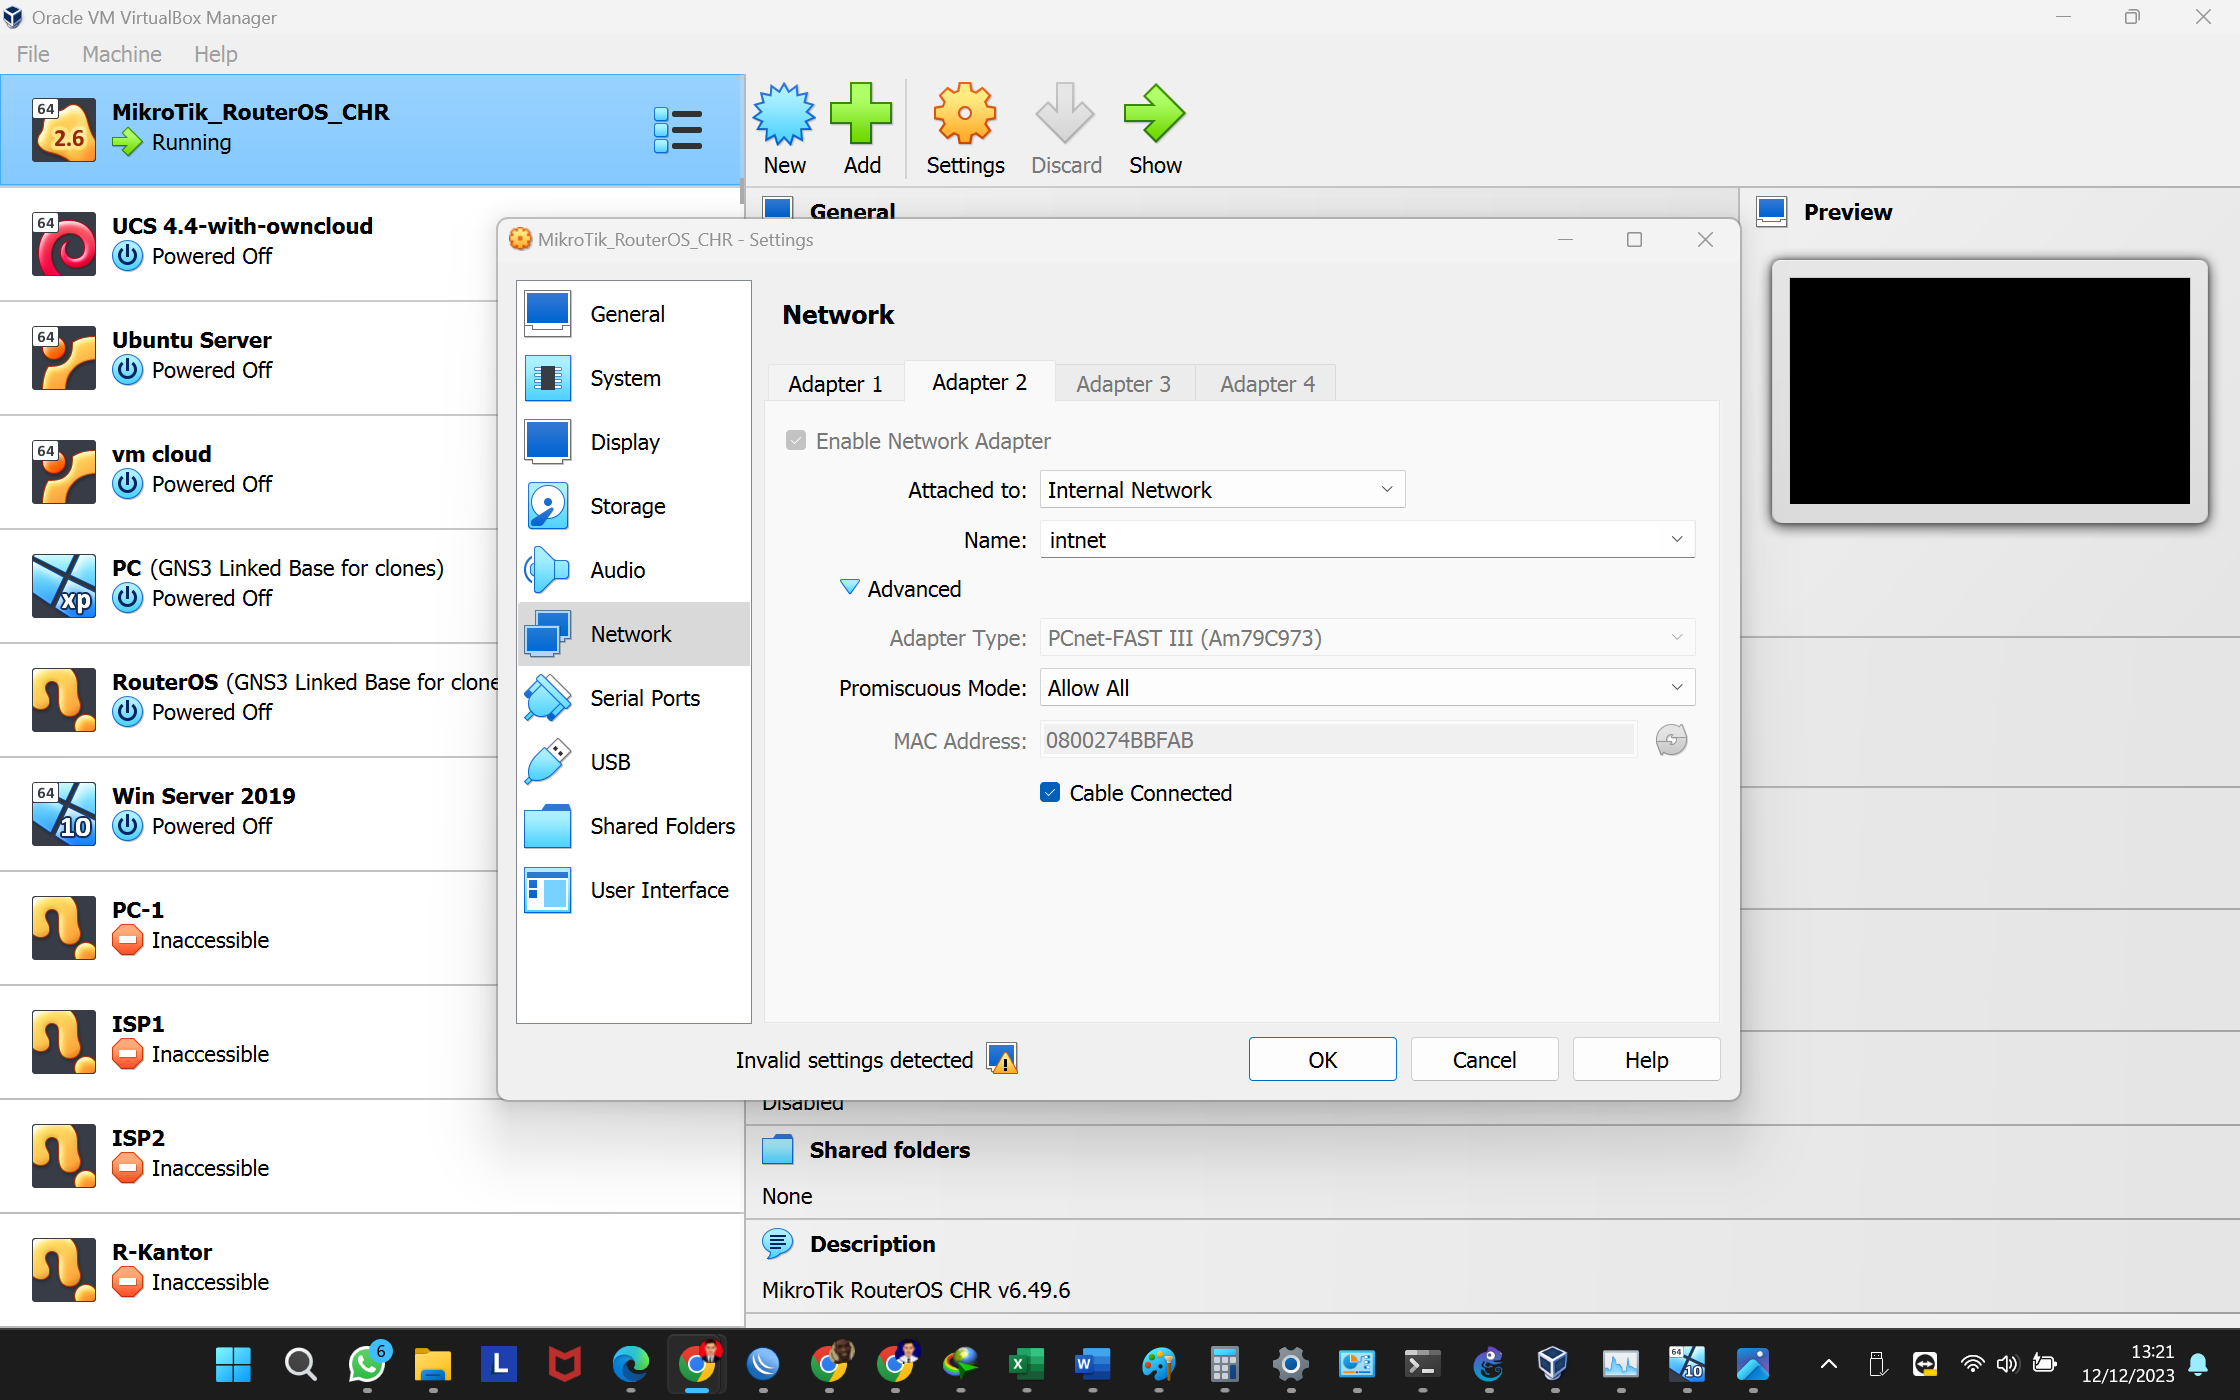 Oracle VM VirtualBox Manager
File Machine Help
64 2.6 MikroTik_RouterOS_CHR
Running
New Add Settings Discard Show
64 UCS 4.4-with-owncloud
Powered Off
64 Ubuntu Server
Powered Off
64 vm cloud
Powered Off
xp PC (GNS3 Linked Base for clones)
Powered Off
RouterOS (GNS3 Linked Base for clone
Powered Off
64 10 Win Server 2019
Powered Off
PC-1
Inaccessible
ISP1
Inaccessible
ISP2
Inaccessible
R-Kantor
Inaccessible
General
Preview
MikroTik_RouterOS_CHR - Settings
General
System
Display
Storage
Audio
Network
Serial Ports
USB
Shared Folders
User Interface
Network
Adapter 1 Adapter 2 Adapter 3 Adapter 4
Enable Network Adapter
Attached to: Internal Network
Name: intnet
Advanced
Adapter Type: PCnet-FAST III (Am79C973)
Promiscuous Mode: Allow All
MAC Address: 0800274BBFAB
Cable Connected
Invalid settings detected
OK Cancel Help
Disabled
Shared folders
None
Description
MikroTik RouterOS CHR v6.49.6
6
L
X
W
64 10
13:21
12/12/2023